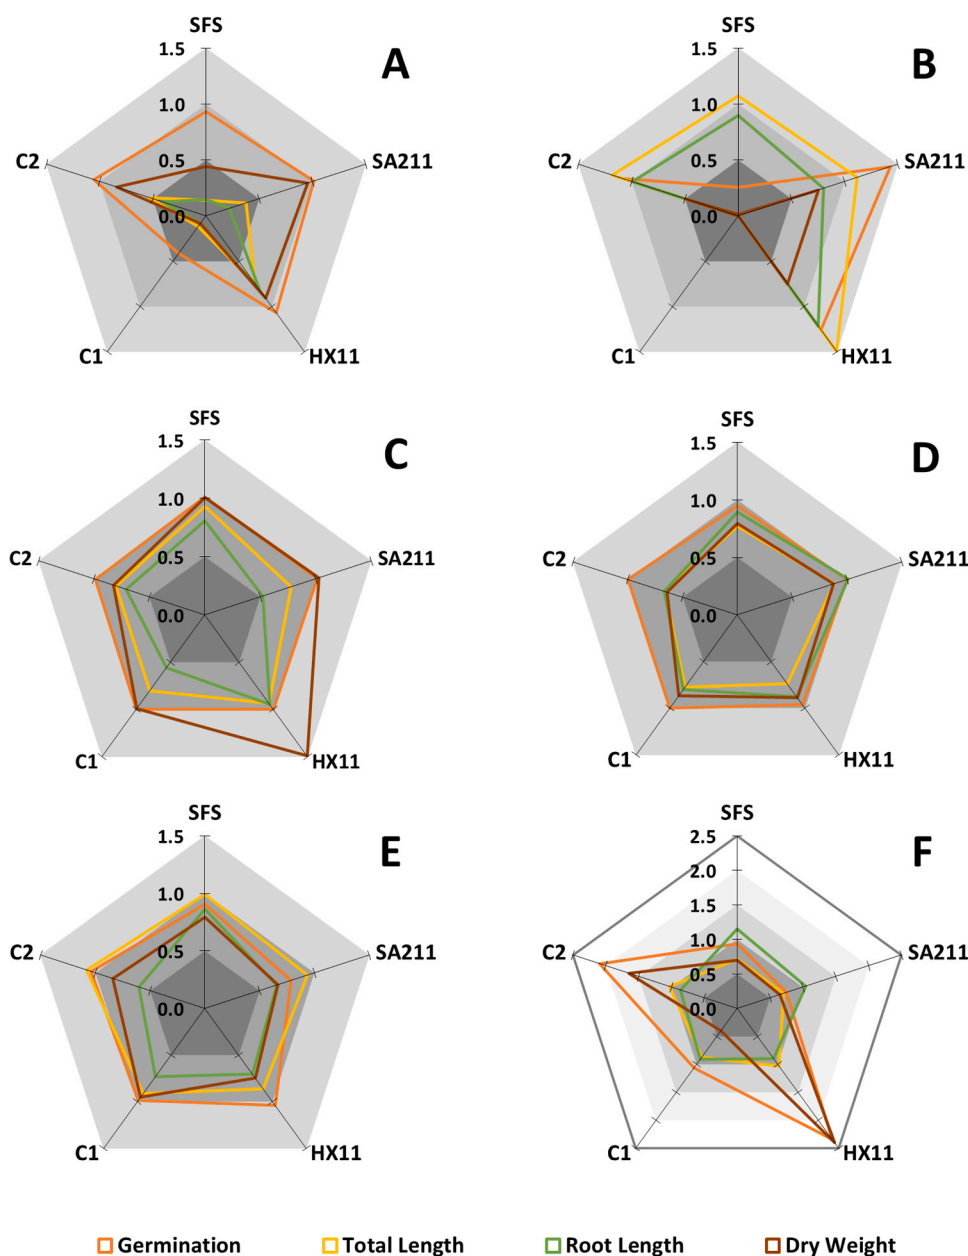 SFS
SFS
1.5
A
1.5
B
1.0
1.0
C2
SA211
C2
SA211
0.5
0.5
0.0
0.0
C1
HX11
C1
HX11
SFS
SFS
1.5
C
1.5
D
1.0
1.0
C2
SA211
C2
SA211
0.5
0.5
0.0
0.0
C1
HX11
C1
HX11
SFS
SFS
1.5
E
2.5
F
2.0
1.0
1.5
C2
SA211
C2
SA211
1.0
0.5
0.5
0.0
0.0
C1
HX11
C1
HX11
Germination Total Length Root Length Dry Weight